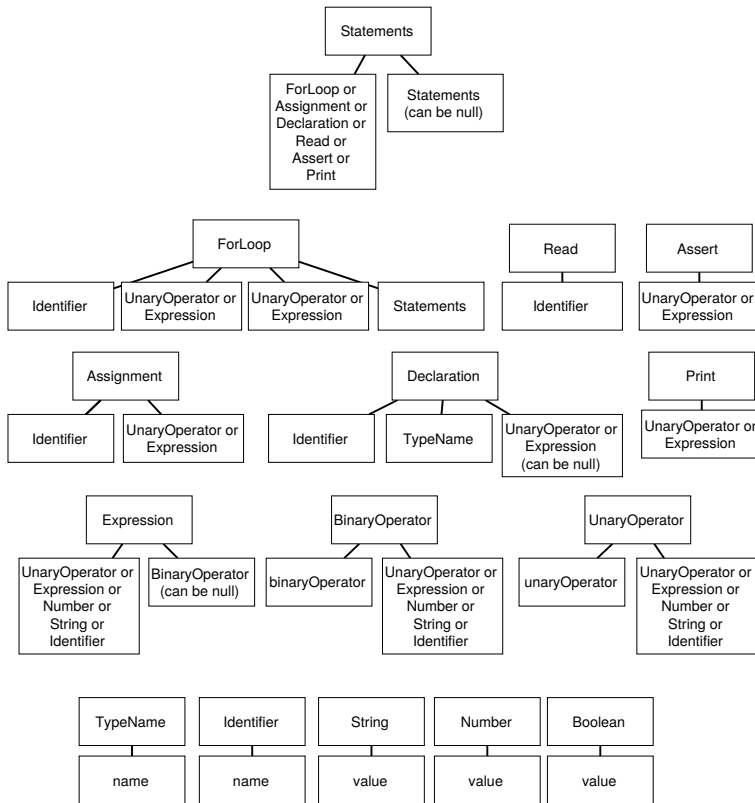 Statements
ForLoop or
Assignment or
Declaration or
Read or
Assert or
Print
Statements
(can be null)
ForLoop
Identifier
UnaryOperator or
Expression
UnaryOperator or
Expression
Statements
Read
Identifier
Assert
UnaryOperator or
Expression
Assignment
Identifier
UnaryOperator or
Expression
Declaration
Identifier
TypeName
UnaryOperator or
Expression
(can be null)
Print
UnaryOperator or
Expression
Expression
UnaryOperator or
Expression or
Number or
String or
Identifier
BinaryOperator
(can be null)
BinaryOperator
binaryOperator
UnaryOperator or
Expression or
Number or
String or
Identifier
UnaryOperator
unaryOperator
UnaryOperator or
Expression or
Number or
String or
Identifier
TypeName
name
Identifier
name
String
value
Number
value
Boolean
value